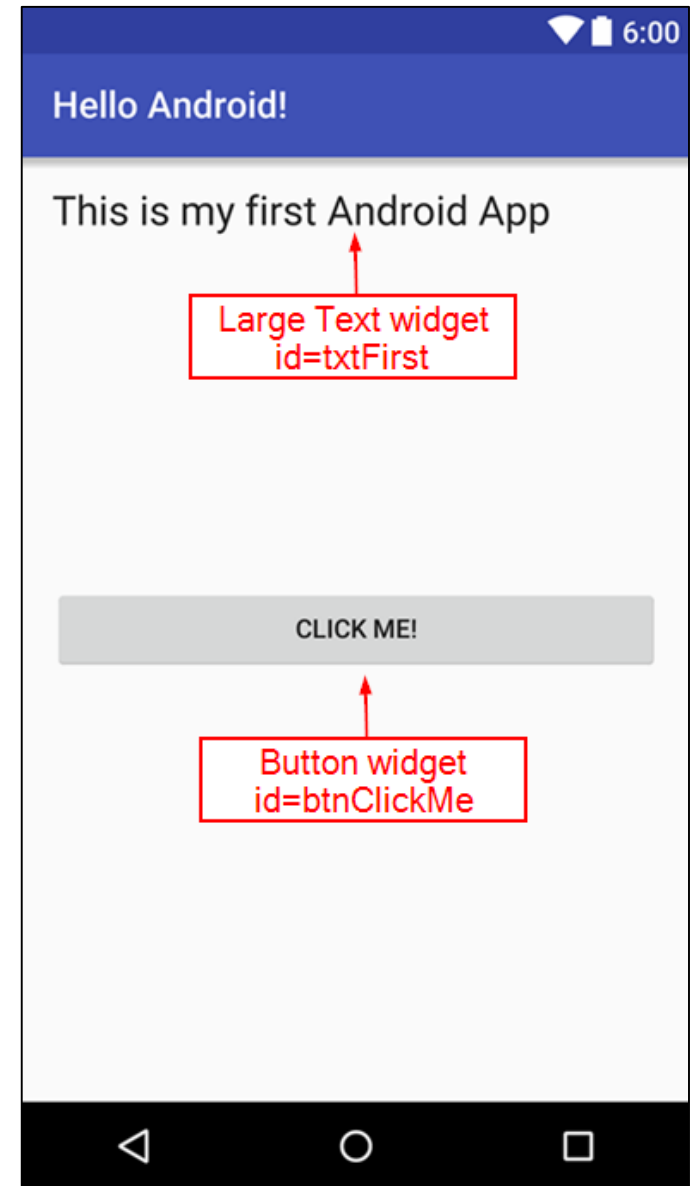 6:00
Hello Android!
This is my first Android App
Large Text widget
id=txtFirst
CLICK ME!
Button widget
id=btnClickMe